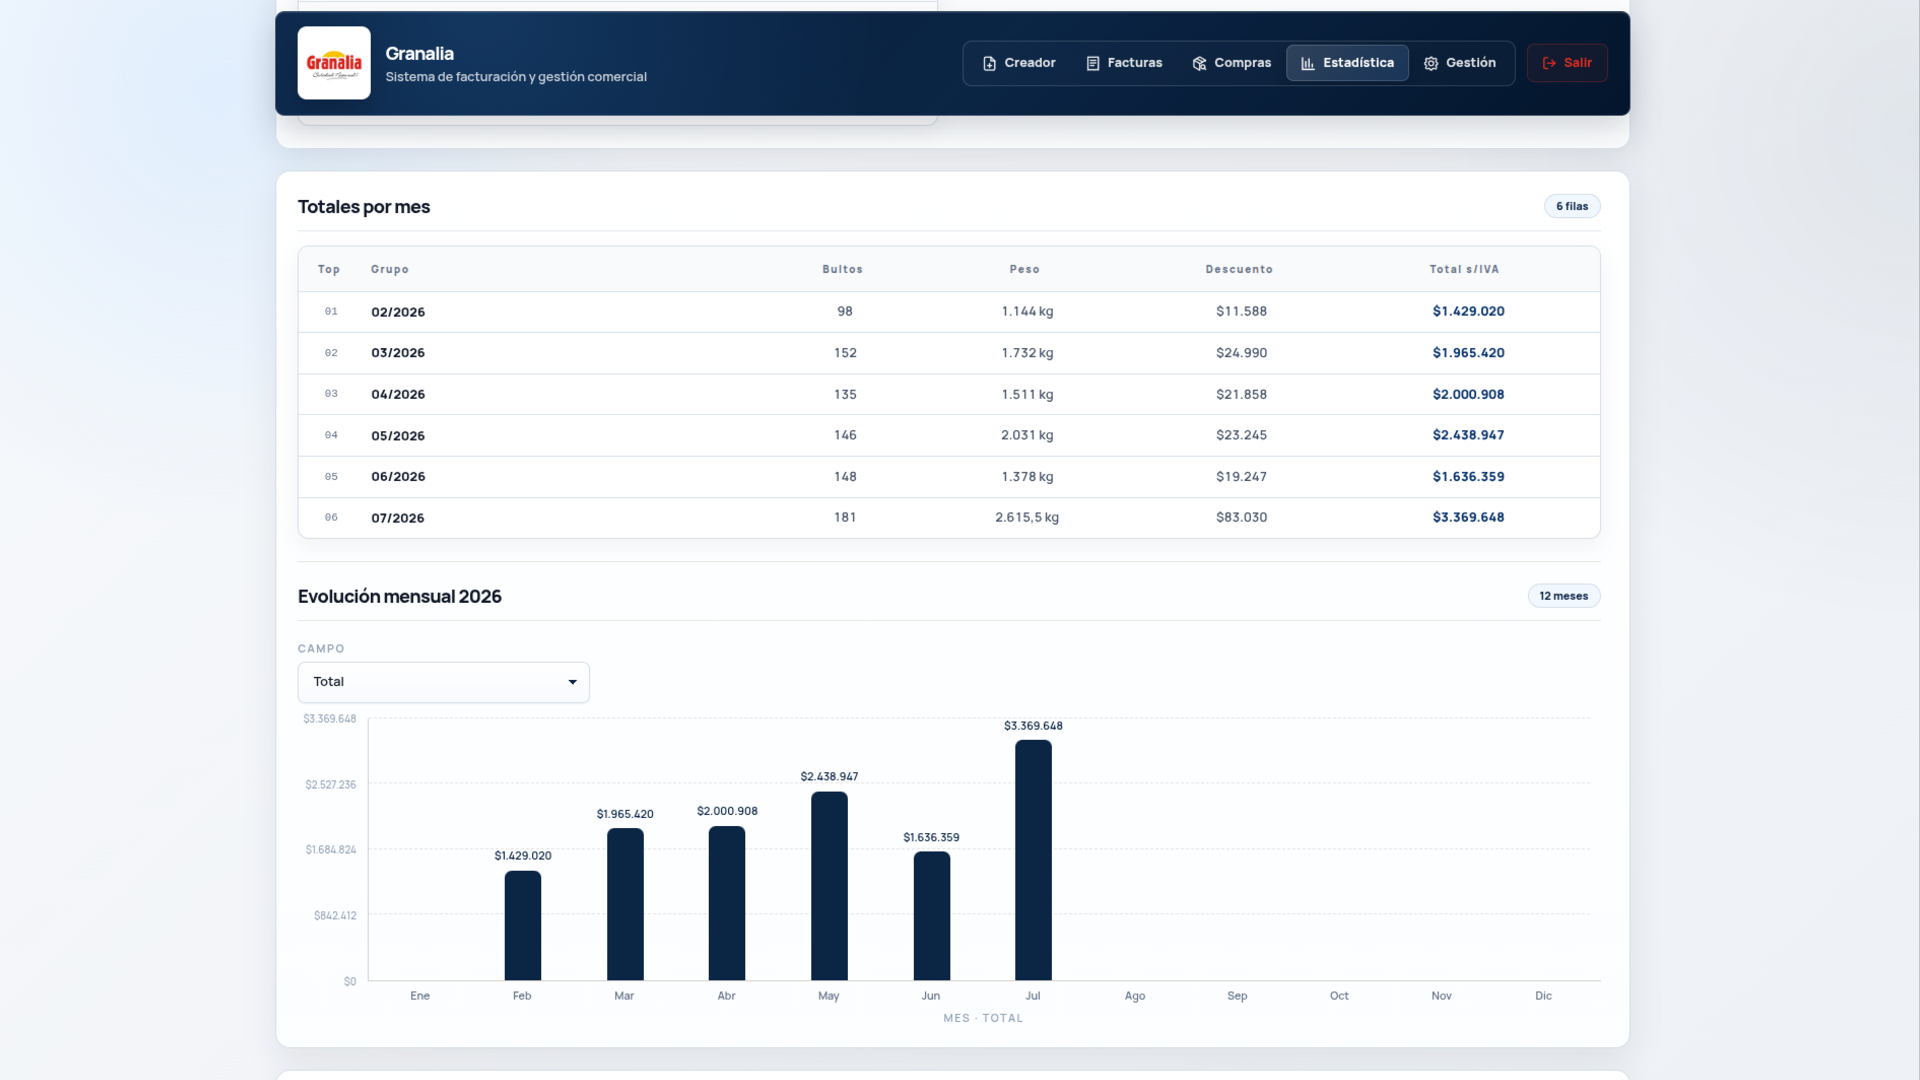 Granalia
Granalia
Sistema de facturación y gestión comercial
Creador
Facturas
Compras
Estadística
Gestión
Salir
Totales por mes
6 filas
Top Grupo Bultos Peso Descuento Total s/IVA
01 02/2026 98 1.144 kg $11.588 $1.429.020
02 03/2026 152 1.732 kg $24.990 $1.965.420
03 04/2026 135 1.511 kg $21.858 $2.000.908
04 05/2026 146 2.031 kg $23.245 $2.438.947
05 06/2026 148 1.378 kg $19.247 $1.636.359
06 07/2026 181 2.615,5 kg $83.030 $3.369.648
Evolución mensual 2026
12 meses
CAMPO
Total
$3.369.648
$2.527.236
$1.684.824
$842.412
$0
$1.429.020
$1.965.420
$2.000.908
$2.438.947
$1.636.359
$3.369.648
Ene Feb Mar Abr May Jun Jul Ago Sep Oct Nov Dic
MES · TOTAL